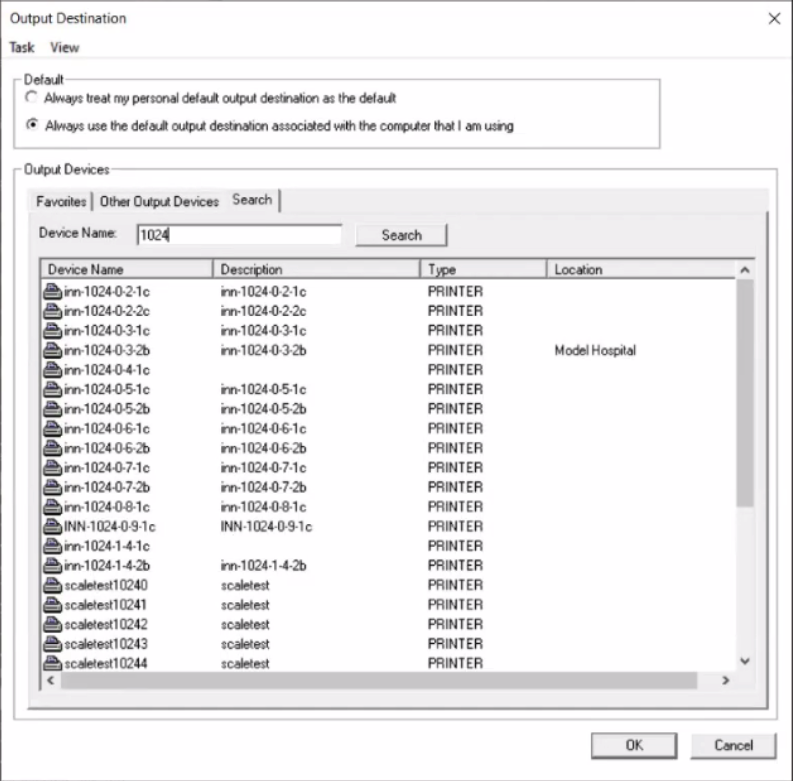 Output Destination
Task View
Default
Always treat my personal default output destination as the default
Always use the default output destination associated with the computer that I am using
Output Devices
Favorites Other Output Devices Search
Device Name: 1024 Search
Device Name Description Type Location
inn-1024-0-2-1c inn-1024-0-2-1c PRINTER
inn-1024-0-2-2c inn-1024-0-2-2c PRINTER
inn-1024-0-3-1c inn-1024-0-3-1c PRINTER
inn-1024-0-3-2b inn-1024-0-3-2b PRINTER Model Hospital
inn-1024-0-4-1c PRINTER
inn-1024-0-5-1c inn-1024-0-5-1c PRINTER
inn-1024-0-5-2b inn-1024-0-5-2b PRINTER
inn-1024-0-6-1c inn-1024-0-6-1c PRINTER
inn-1024-0-6-2b inn-1024-0-6-2b PRINTER
inn-1024-0-7-1c inn-1024-0-7-1c PRINTER
inn-1024-0-7-2b inn-1024-0-7-2b PRINTER
inn-1024-0-8-1c inn-1024-0-8-1c PRINTER
INN-1024-0-9-1c INN-1024-0-9-1c PRINTER
inn-1024-1-4-1c PRINTER
inn-1024-1-4-2b inn-1024-1-4-2b PRINTER
scaletest10240 scaletest PRINTER
scaletest10241 scaletest PRINTER
scaletest10242 scaletest PRINTER
scaletest10243 scaletest PRINTER
scaletest10244 scaletest PRINTER
OK Cancel